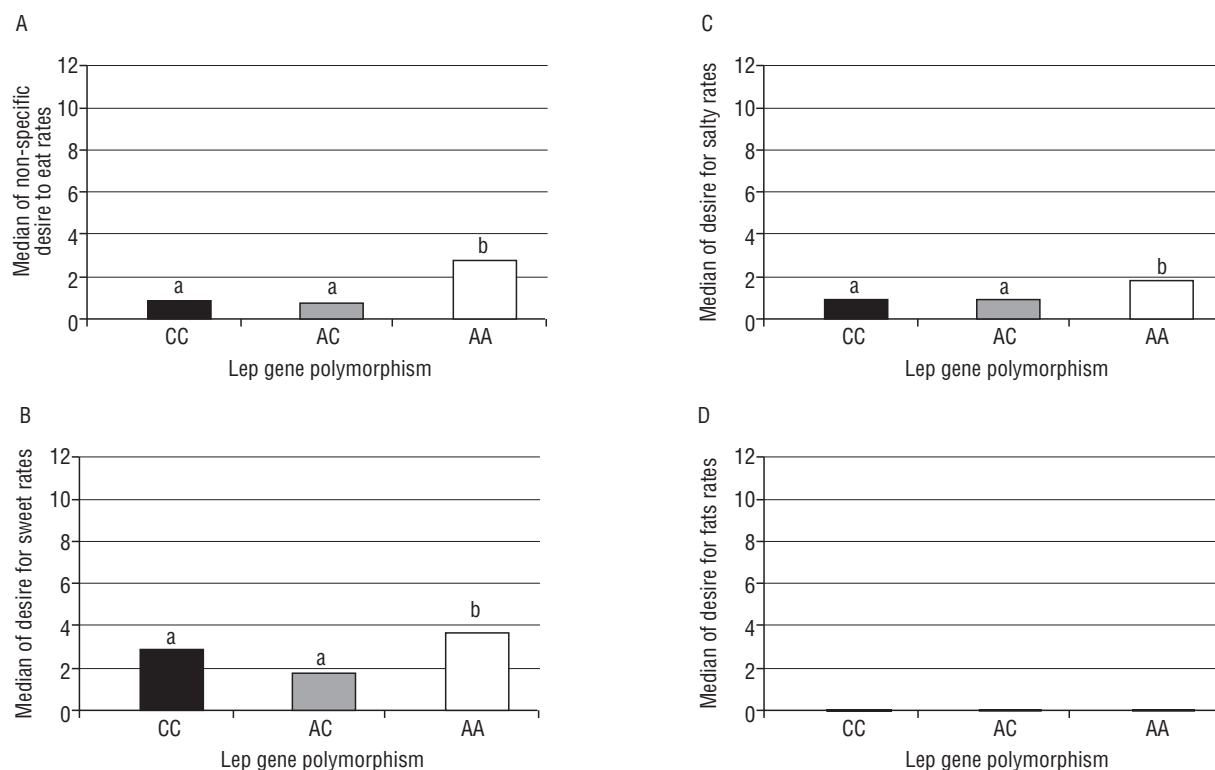 A
Median of non-specific
desire to eat rates
12
10
8
6
4
2
0
a
a
b
CC
AC
AA
Lep gene polymorphism
B
Median of desire for sweet rates
12
10
8
6
4
2
0
a
a
b
CC
AC
AA
Lep gene polymorphism
C
Median of desire for salty rates
12
10
8
6
4
2
0
a
a
b
CC
AC
AA
Lep gene polymorphism
D
Median of desire for fats rates
12
10
8
6
4
2
0
CC
AC
AA
Lep gene polymorphism